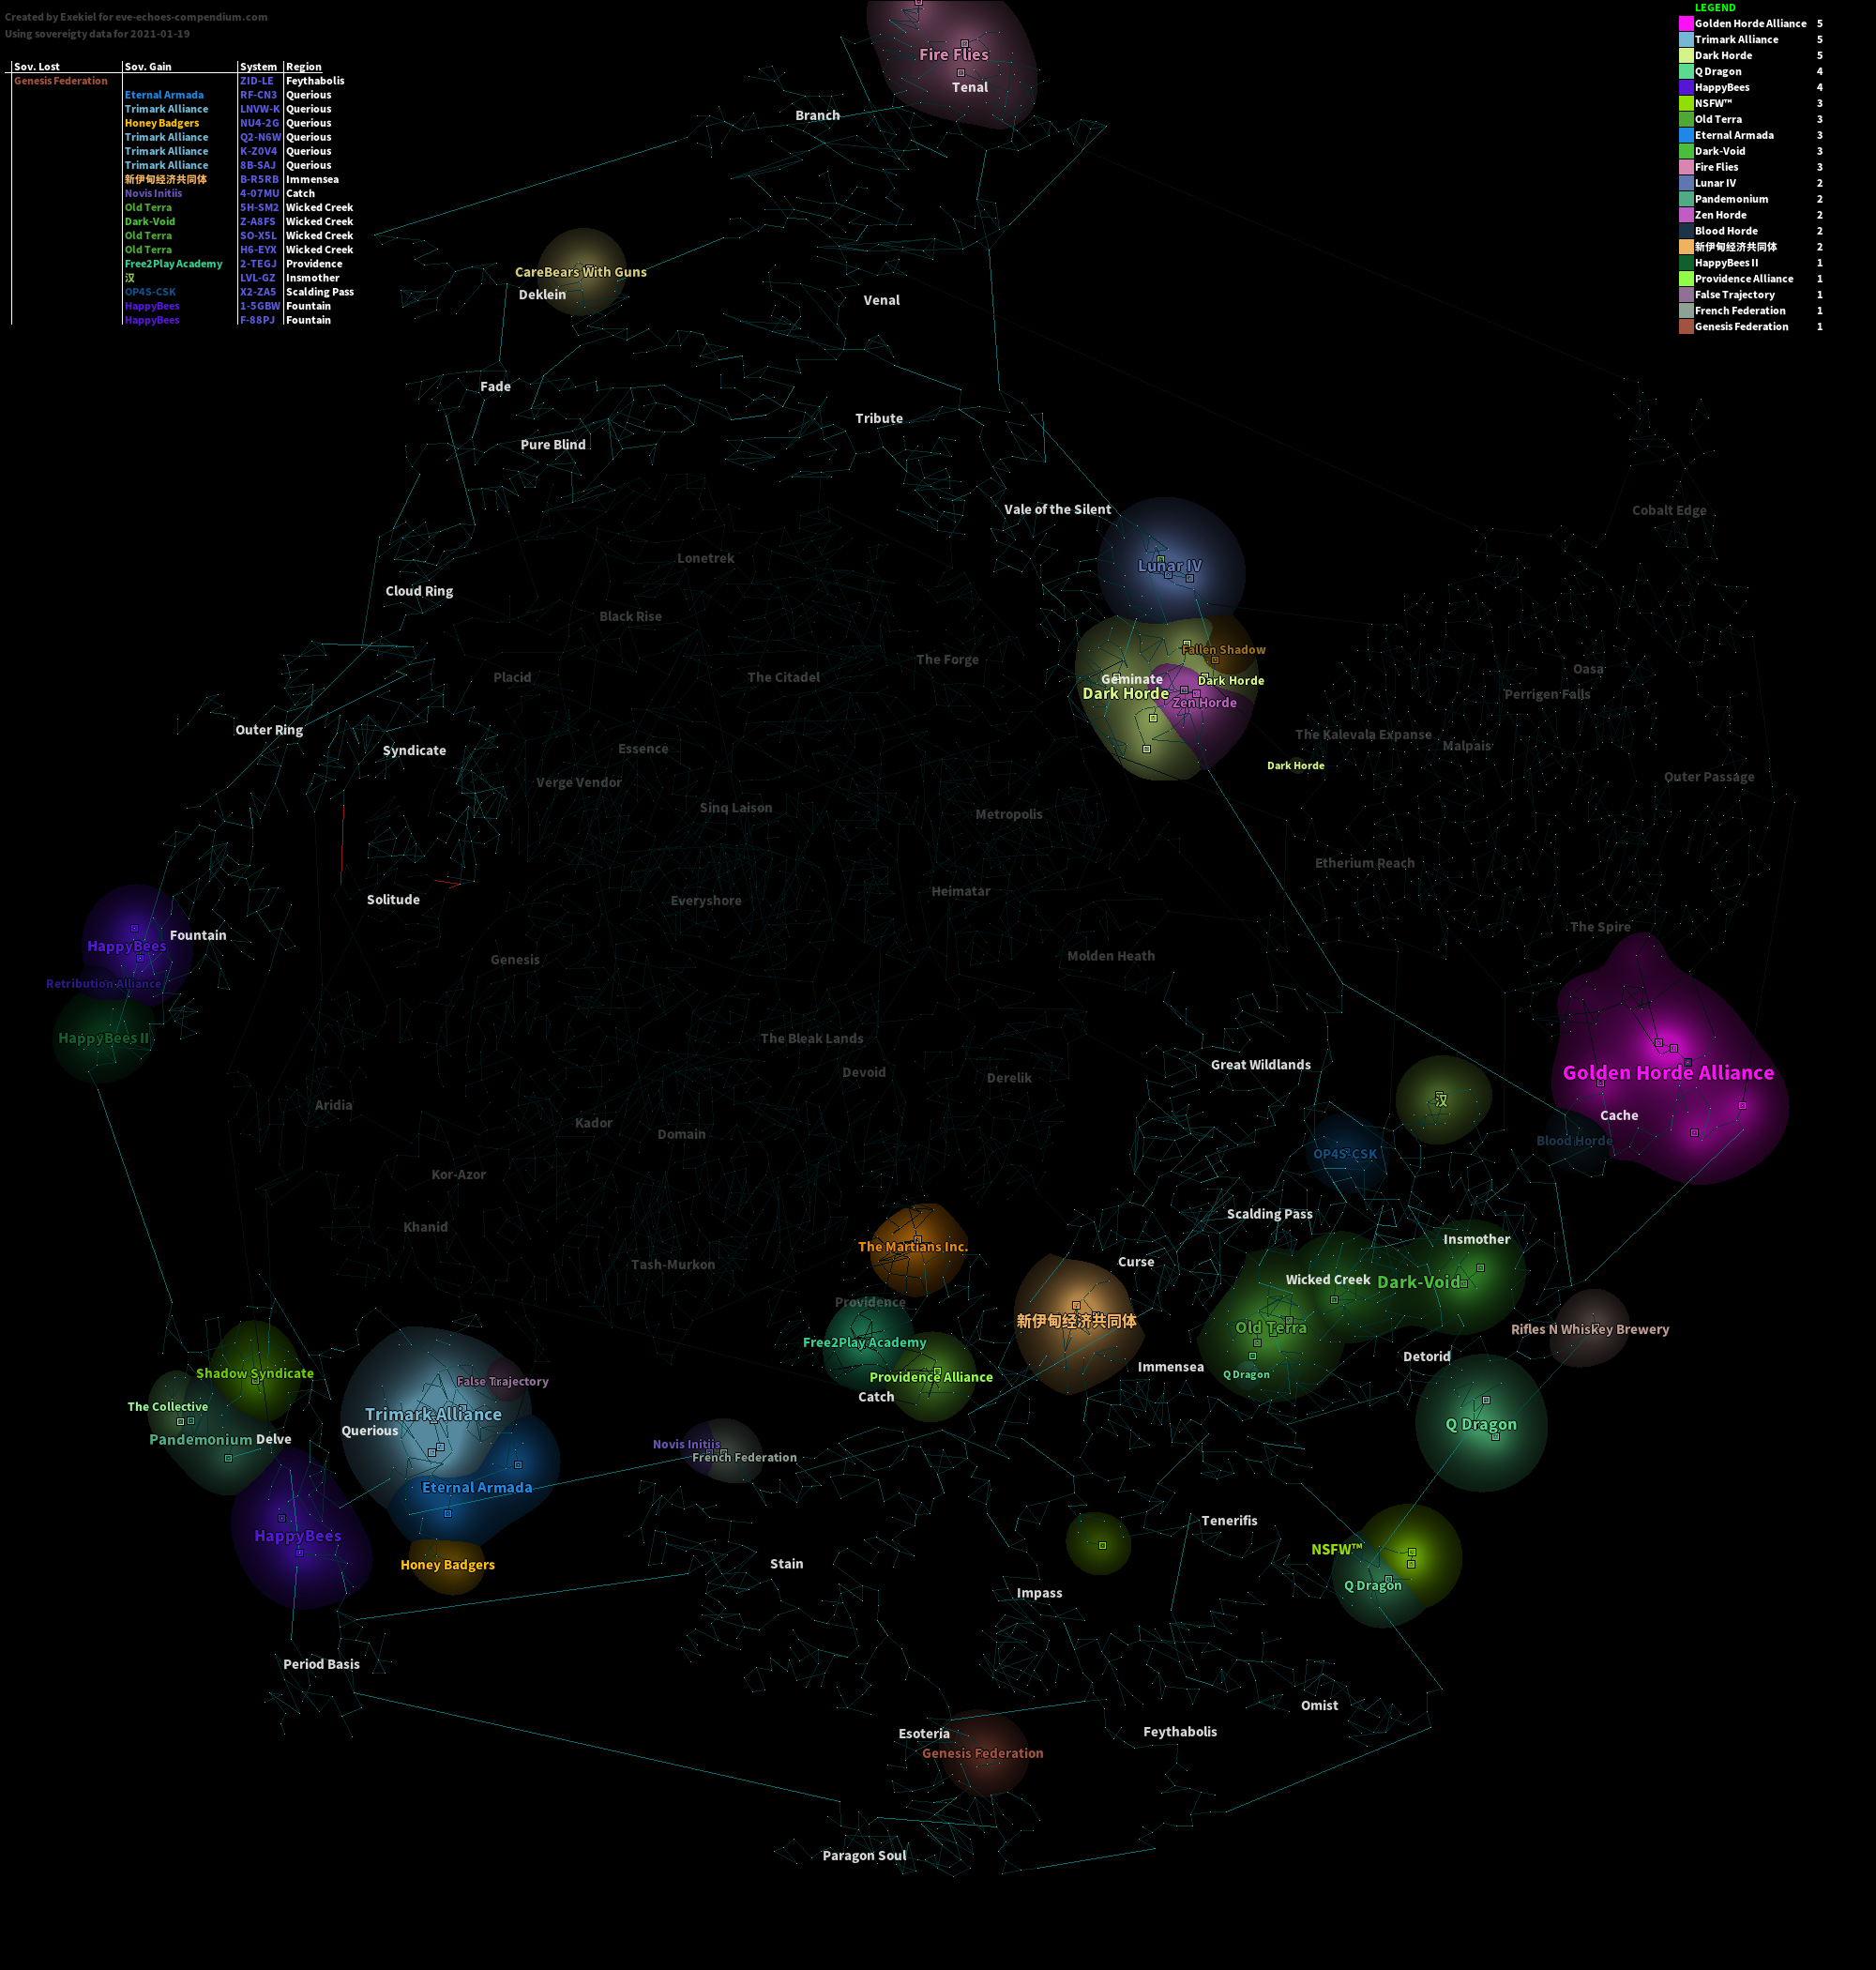 Created by Exekiel for eve-echoes-compendium.com
Using sovereigty data for 2021-01-19
Sov. Lost Sov. Gain System Region
Genesis Federation ZID-LE Feythabolis
Eternal Armada RF-CN3 Querious
Trimark Alliance LNVW-K Querious
Honey Badgers NU4-2G Querious
Trimark Alliance Q2-N6W Querious
Trimark Alliance K-Z0V4 Querious
Trimark Alliance 8B-SAJ Querious
新伊甸经济共同体 B-R5RB Immensea
Novis Initiis 4-07MU Catch
Old Terra 5H-SM2 Wicked Creek
Dark-Void Z-A8FS Wicked Creek
Old Terra SO-X5L Wicked Creek
Old Terra H6-EYX Wicked Creek
Free2Play Academy 2-TEGJ Providence
汉 LVL-GZ Insmother
OP4S-CSK X2-ZA5 Scalding Pass
HappyBees 1-5GBW Fountain
HappyBees F-88PJ Fountain
LEGEND
Golden Horde Alliance 5
Trimark Alliance 5
Dark Horde 5
Q Dragon 4
HappyBees 4
NSFW™ 3
Old Terra 3
Eternal Armada 3
Dark-Void 3
Fire Flies 3
Lunar IV 2
Pandemonium 2
Zen Horde 2
Blood Horde 2
新伊甸经济共同体 2
HappyBees II 1
Providence Alliance 1
False Trajectory 1
French Federation 1
Genesis Federation 1
Fire Flies
Tenal
Branch
CareBears With Guns
Deklein
Venal
Fade
Tribute
Pure Blind
Vale of the Silent
Cobalt Edge
Lonetrek
Lunar IV
Cloud Ring
Black Rise
Fallen Shadow
The Forge
Oasa
Placid
The Citadel
Geminate
Dark Horde
Dark Horde
Perrigen Falls
Zen Horde
Outer Ring
The Kalevala Expanse
Syndicate
Essence
Malpais
Dark Horde
Outer Passage
Verge Vendor
Sinq Laison
Metropolis
Etherium Reach
Heimatar
Solitude
Everyshore
The Spire
Fountain
HappyBees
Genesis
Molden Heath
Retribution Alliance
HappyBees II
The Bleak Lands
Great Wildlands
Devoid
Derelik
Golden Horde Alliance
汉
Aridia
Cache
Kador
Domain
Blood Horde
OP4S-CSK
Kor-Azor
Scalding Pass
Khanid
Insmother
The Martians Inc.
Tash-Murkon
Curse
Wicked Creek
Dark-Void
Providence
新伊甸经济共同体
Old Terra
Rifles N Whiskey Brewery
Free2Play Academy
Detorid
Immensea
Shadow Syndicate
Q Dragon
Providence Alliance
False Trajectory
Catch
The Collective
Trimark Alliance
Q Dragon
Querious
Pandemonium
Delve
Novis Initiis
French Federation
Eternal Armada
Tenerifis
HappyBees
NSFW™
Stain
Honey Badgers
Q Dragon
Impass
Period Basis
Omist
Esoteria
Feythabolis
Genesis Federation
Paragon Soul